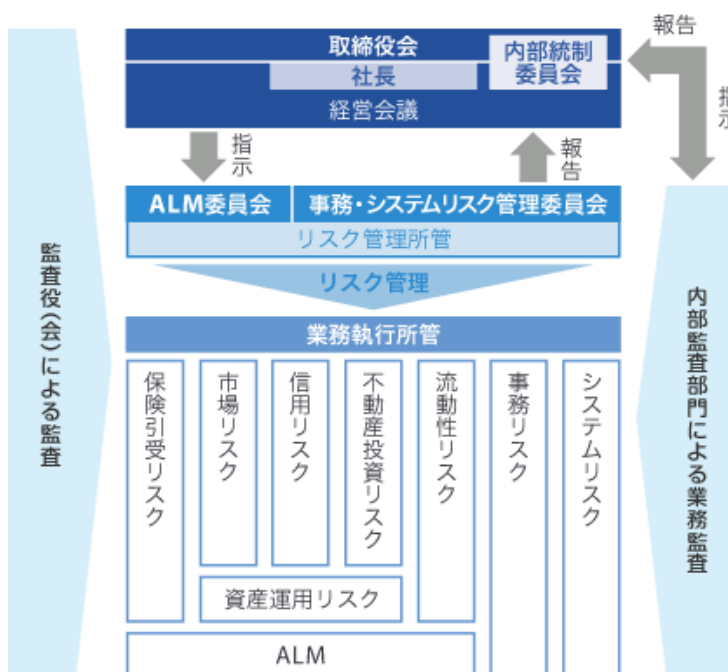 取締役会
内部統制
委員会
社長
経営会議
報告
指示
指示
報告
ALM委員会
事務・システムリスク管理委員会
リスク管理所管
リスク管理
業務執行所管
監査役(会)による監査
保険引受リスク
市場リスク
信用リスク
不動産投資リスク
流動性リスク
事務リスク
システムリスク
資産運用リスク
ALM
内部監査部門による業務監査